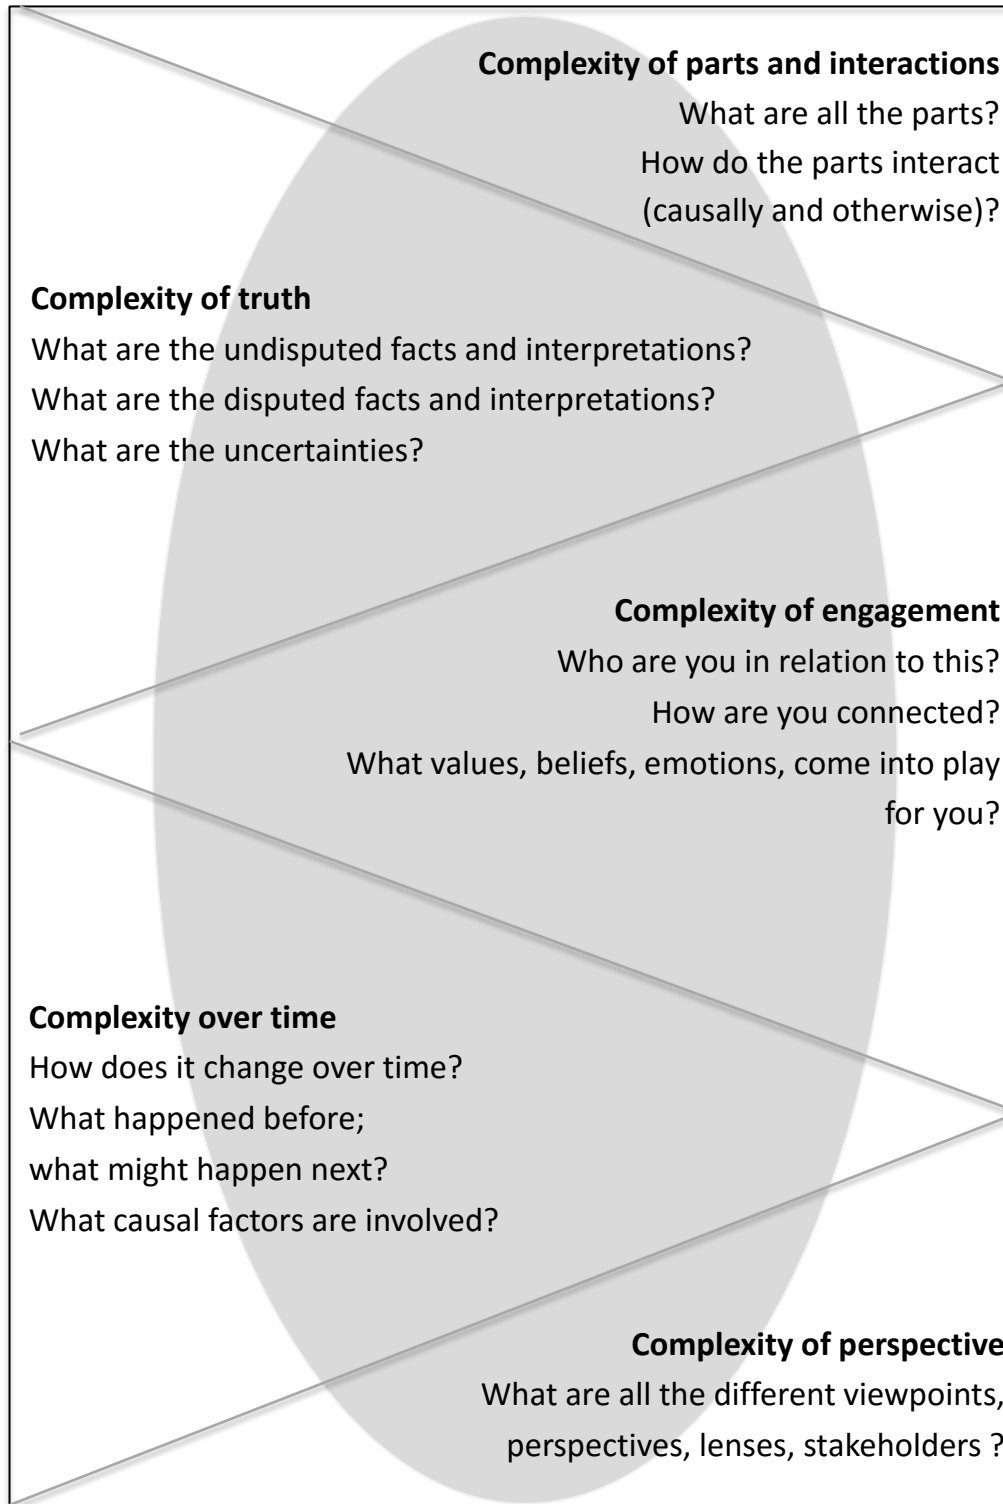 Complexity of parts and interactions
What are all the parts?
How do the parts interact
(causally and otherwise)?
Complexity of truth
What are the undisputed facts and interpretations?
What are the disputed facts and interpretations?
What are the uncertainties?
Complexity of engagement
Who are you in relation to this?
How are you connected?
What values, beliefs, emotions, come into play
for you?
Complexity over time
How does it change over time?
What happened before;
what might happen next?
What causal factors are involved?
Complexity of perspective
What are all the different viewpoints,
perspectives, lenses, stakeholders ?